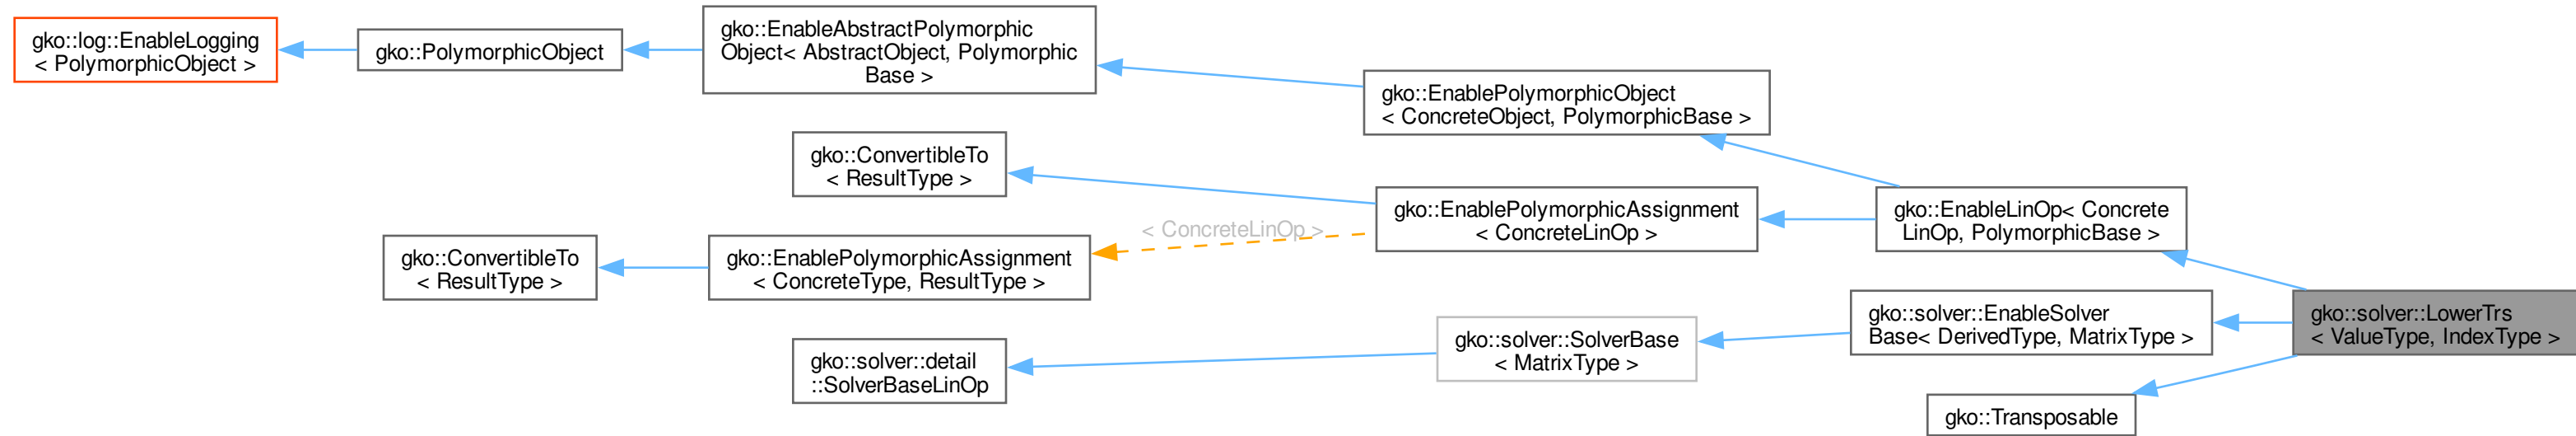 gko::log::EnableLogging
< PolymorphicObject >
gko::PolymorphicObject
gko::EnableAbstractPolymorphic
Object< AbstractObject, Polymorphic
Base >
gko::EnablePolymorphicObject
< ConcreteObject, PolymorphicBase >
gko::ConvertibleTo
< ResultType >
gko::EnablePolymorphicAssignment
< ConcreteLinOp >
gko::EnableLinOp< Concrete
LinOp, PolymorphicBase >
< ConcreteLinOp >
gko::ConvertibleTo
< ResultType >
gko::EnablePolymorphicAssignment
< ConcreteType, ResultType >
gko::solver::detail
::SolverBaseLinOp
gko::solver::SolverBase
< MatrixType >
gko::solver::EnableSolver
Base< DerivedType, MatrixType >
gko::solver::LowerTrs
< ValueType, IndexType >
gko::Transposable